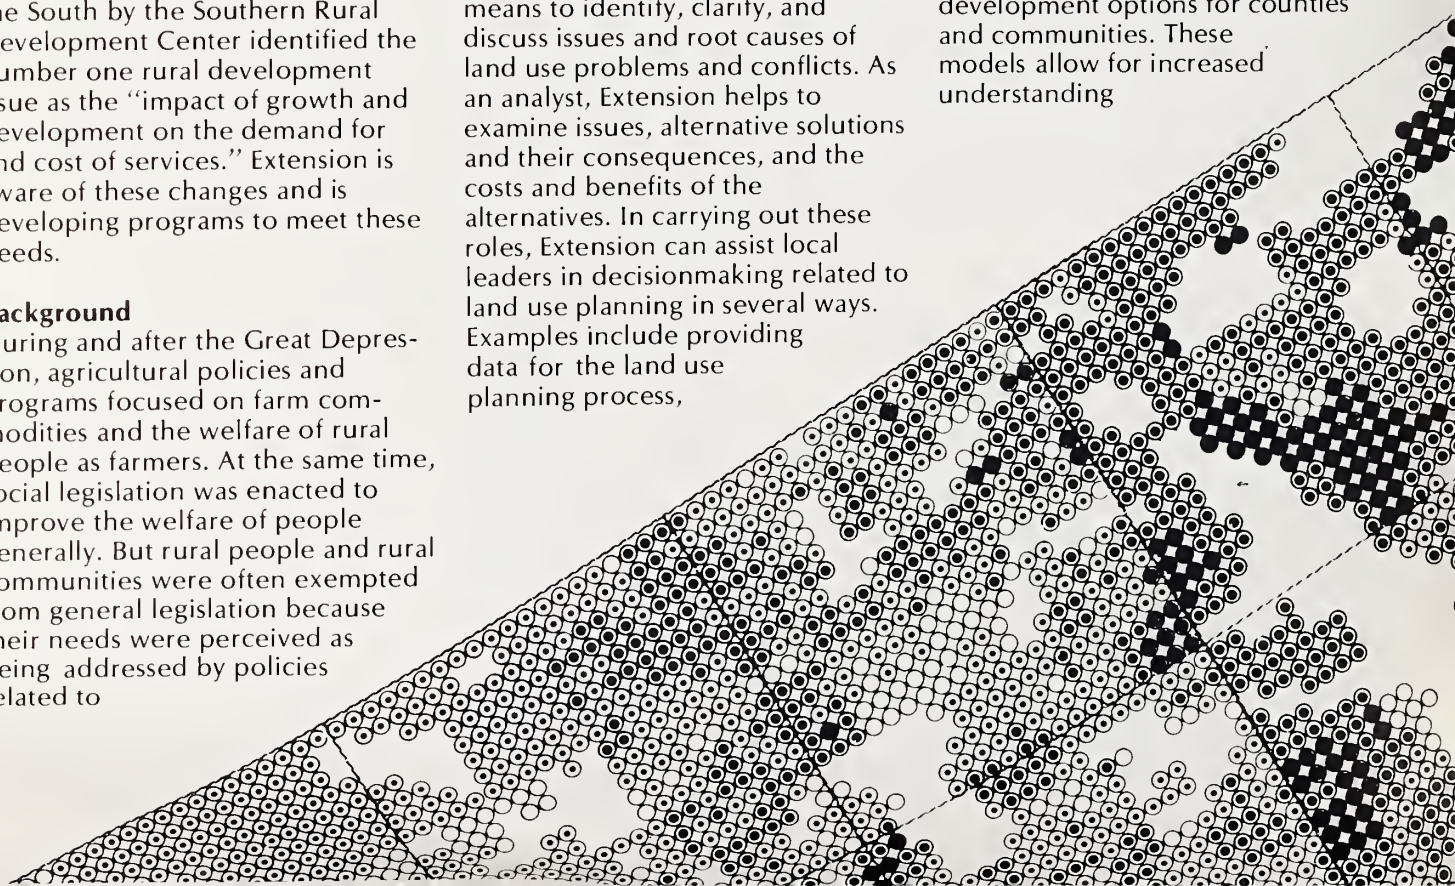 he South by the Southern Rural
evelopment Center identified the
umber one rural development
sue as the “impact of growth and
evelopment on the demand for
nd cost of services.” Extension is
ware of these changes and is
eveloping programs to meet these
eeds.
ackground
uring and after the Great Depres-
on, agricultural policies and
rograms focused on farm com-
modities and the welfare of rural
eople as farmers. At the same time,
ocial legislation was enacted to
mprove the welfare of people
enerally. But rural people and rural
ommunities were often exempted
rom general legislation because
heir needs were perceived as
eing addressed by policies
elated to
means to identify, clarify, and
discuss issues and root causes of
land use problems and conflicts. As
an analyst, Extension helps to
examine issues, alternative solutions
and their consequences, and the
costs and benefits of the
alternatives. In carrying out these
roles, Extension can assist local
leaders in decisionmaking related to
land use planning in several ways.
Examples include providing
data for the land use
planning process,
development options for counties
and communities. These
models allow for increased
understanding